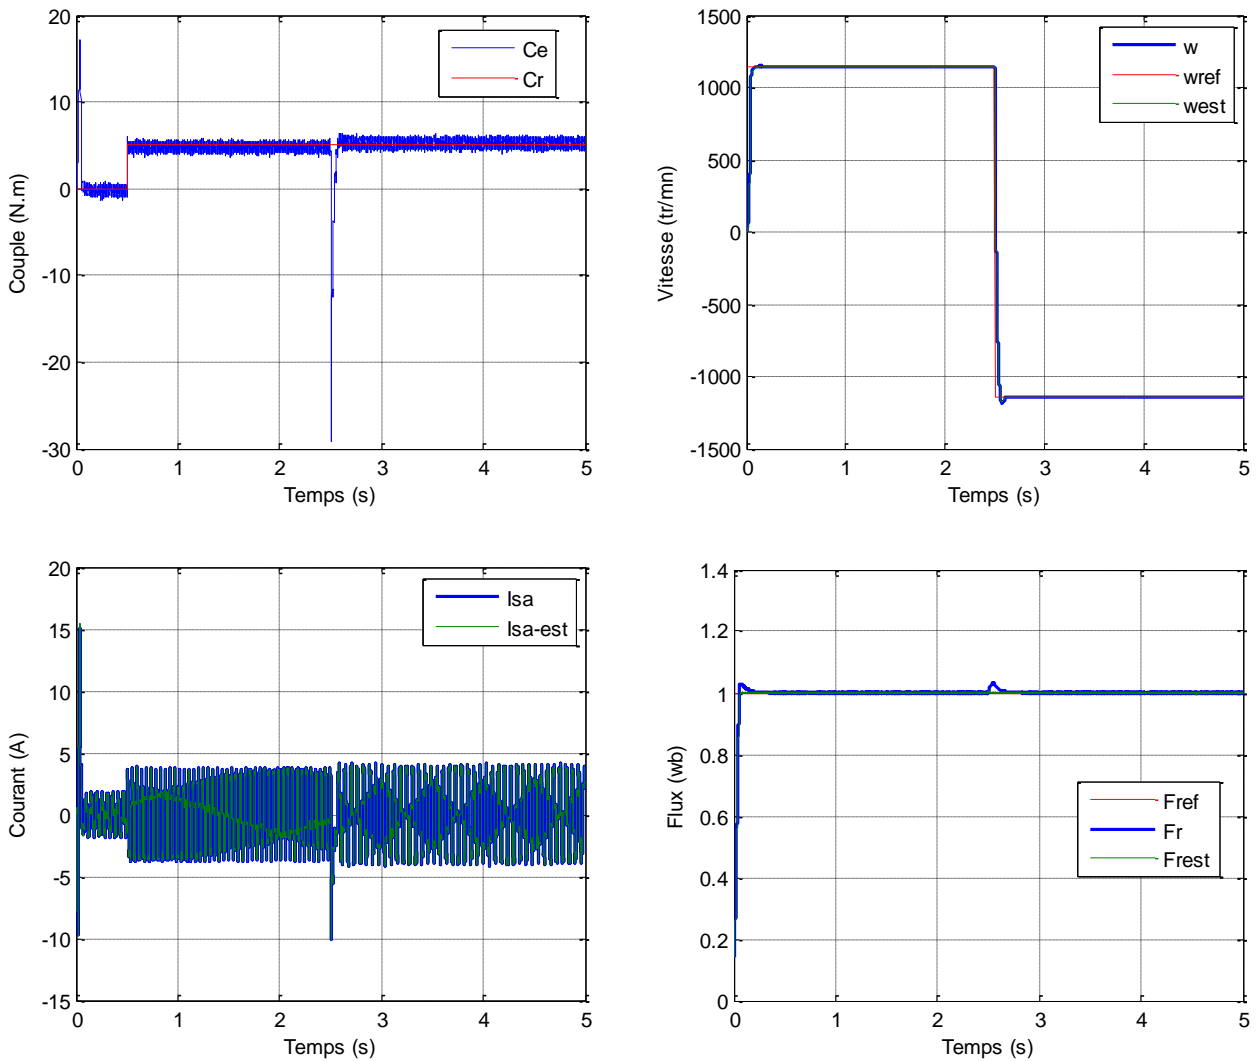 20
10
0
-10
-20
-30
0 1 2 3 4 5
Couple (N.m)
Temps (s)
Ce
Cr
1500
1000
500
0
-500
-1000
-1500
0 1 2 3 4 5
Vitesse (tr/mn)
Temps (s)
w
wref
west
20
15
10
5
0
-5
-10
-15
0 1 2 3 4 5
Courant (A)
Temps (s)
Isa
Isa-est
1.4
1.2
1
0.8
0.6
0.4
0.2
0
0 1 2 3 4 5
Flux (wb)
Temps (s)
Fref
Fr
Frest